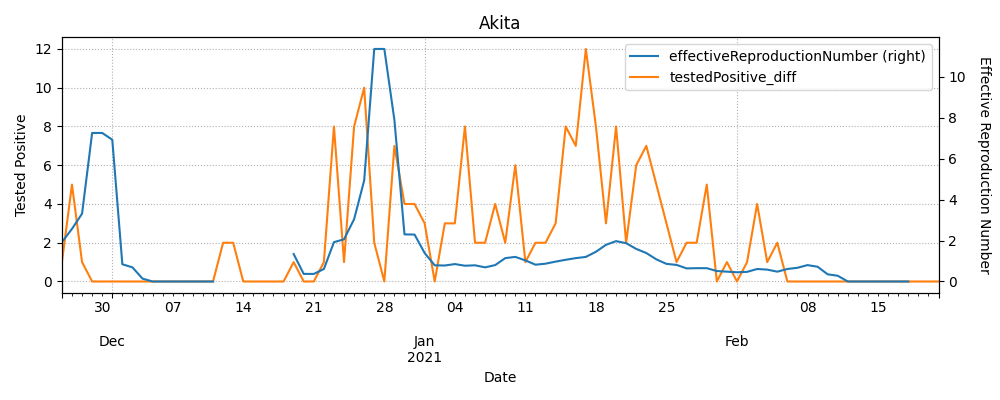 Akita
effectiveReproductionNumber (right)
testedPositive_diff
Tested Positive
12
10
8
6
4
2
0
10
8
6
4
2
0
Effective Reproduction Number
30 07 14 21 28 04 11 18 25 08 15
Dec Jan Feb
2021
Date